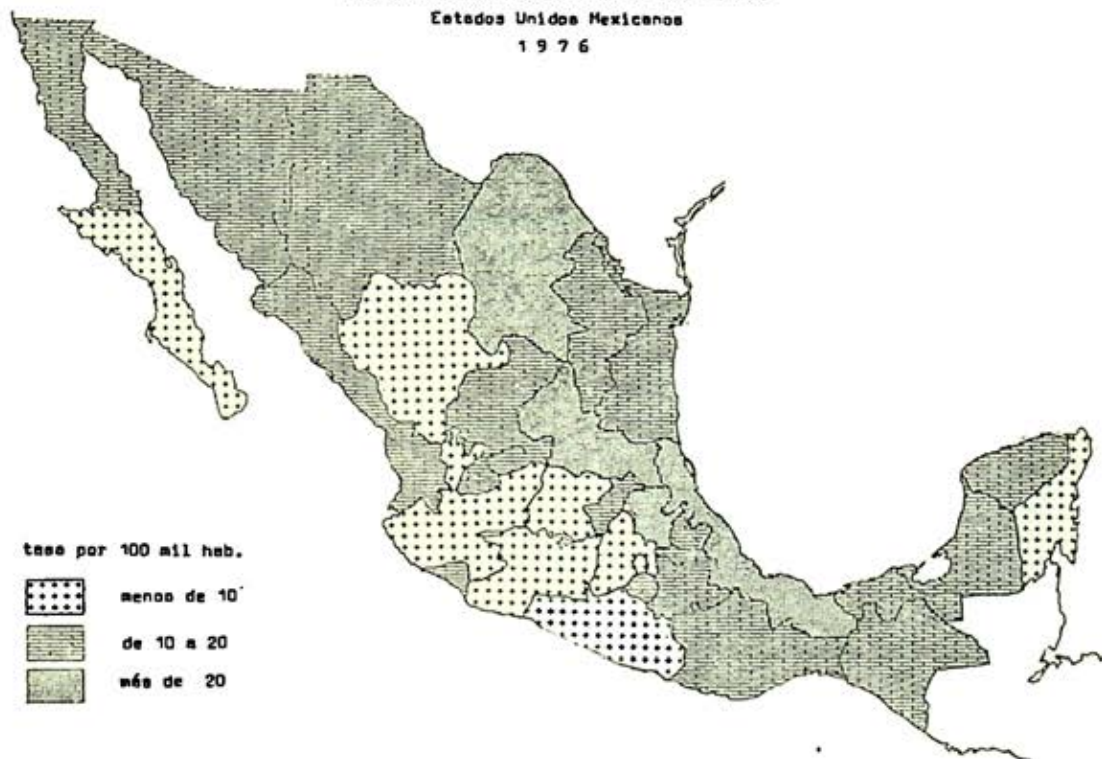 Estados Unidos Mexicanos
1 9 7 6
tasa por 100 mil hab.
menos de 10
de 10 a 20
más de 20